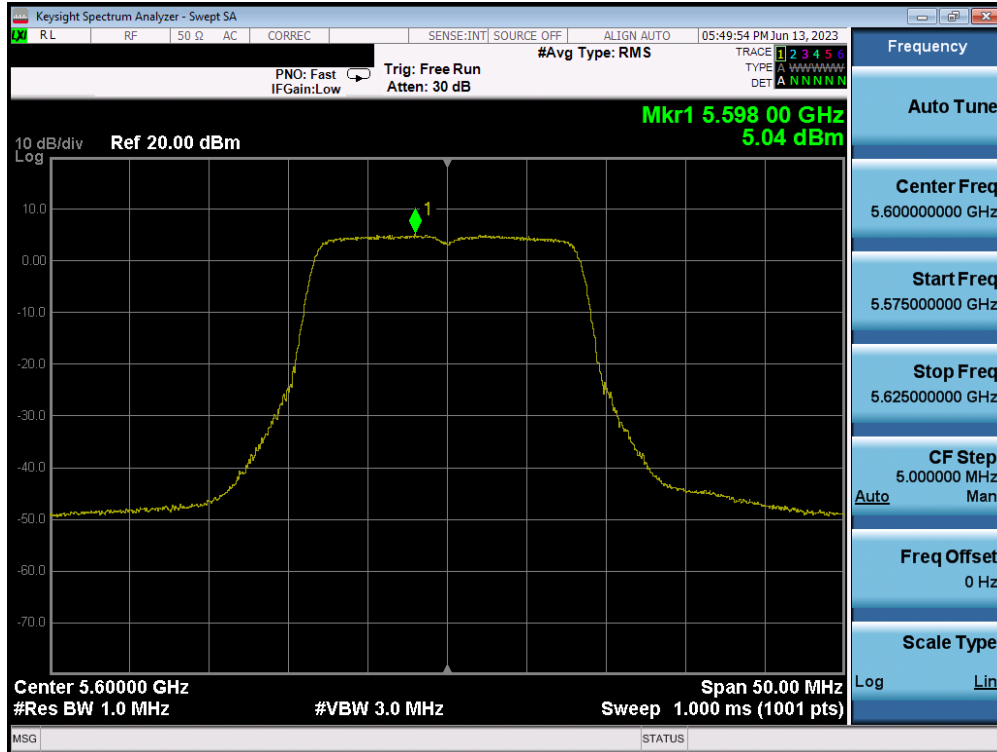 Keysight Spectrum Analyzer - Swept SA
LXI RL RF 50 Ω AC CORREC SENSE:INT SOURCE OFF ALIGN AUTO 05:49:54 PM Jun 13, 2023
#Avg Type: RMS TRACE 1 2 3 4 5 6
PNO: Fast Trig: Free Run TYPE A WWWWW
IFGain:Low Atten: 30 dB DET A N N N N N
Mkr1 5.598 00 GHz
10 dB/div Ref 20.00 dBm 5.04 dBm
Log
1
10.0
0.00
-10.0
-20.0
-30.0
-40.0
-50.0
-60.0
-70.0
Center 5.60000 GHz Span 50.00 MHz
#Res BW 1.0 MHz #VBW 3.0 MHz Sweep 1.000 ms (1001 pts)
MSG STATUS
Frequency
Auto Tune
Center Freq
5.600000000 GHz
Start Freq
5.575000000 GHz
Stop Freq
5.625000000 GHz
CF Step
5.000000 MHz
Auto Man
Freq Offset
0 Hz
Scale Type
Log Lin